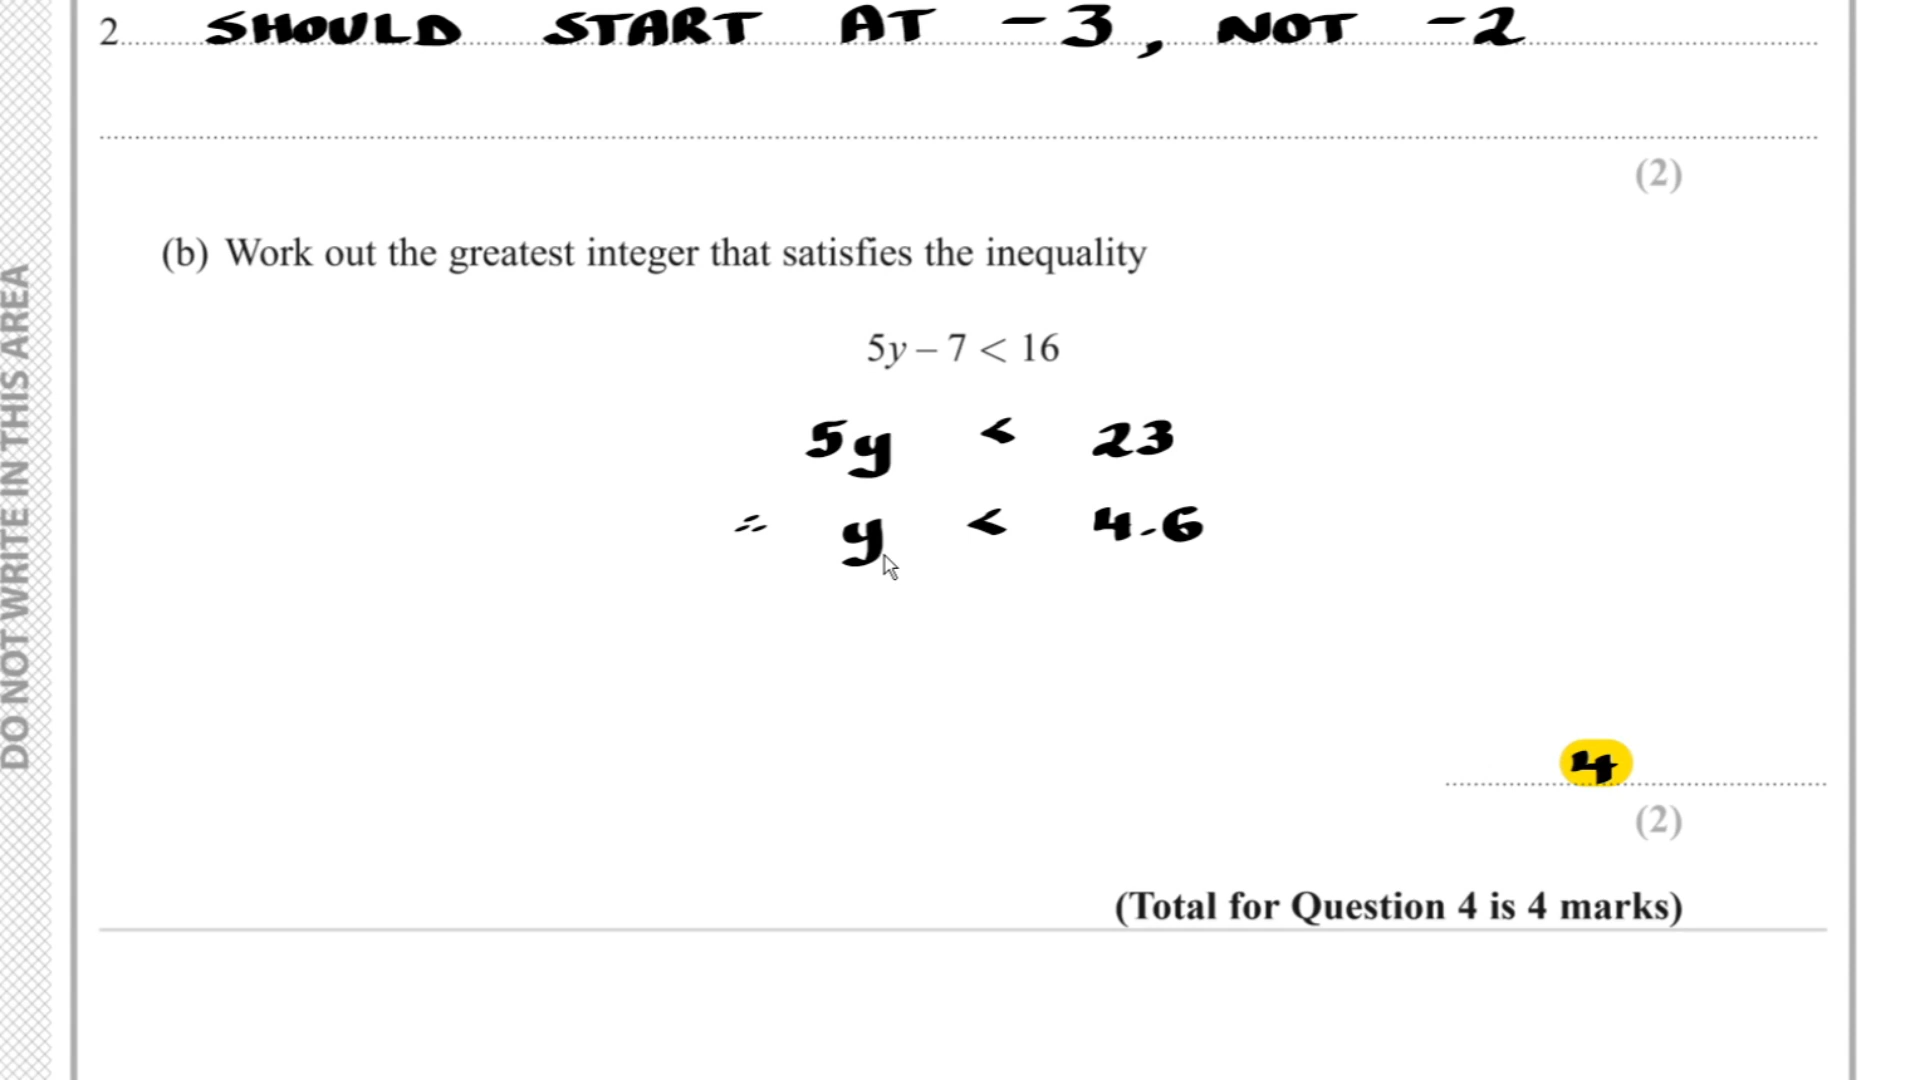 2. SHOULD START AT -3, NOT -2
(2)
(b) Work out the greatest integer that satisfies the inequality
5y – 7 < 16
5y < 23
÷ y < 4.6
4
(2)
(Total for Question 4 is 4 marks)
DO NOT WRITE IN THIS AREA